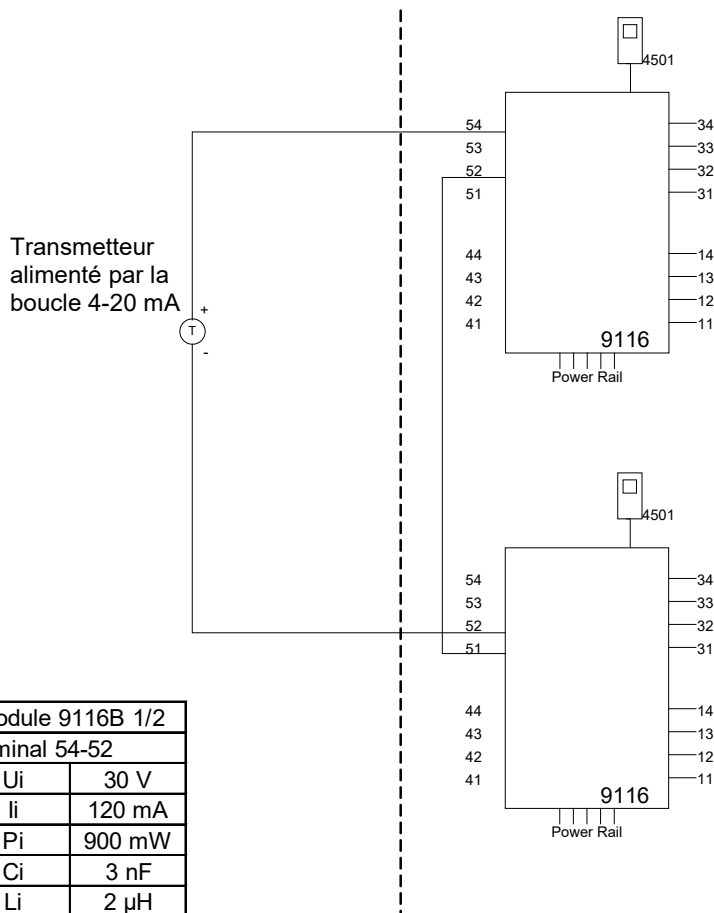 4501
54
53
52
51
44
43
42
41
34
33
32
31
14
13
12
11
9116
Power Rail
Transmetteur
alimenté par la
boucle 4-20 mA
+
T
-
4501
54
53
52
51
44
43
42
41
34
33
32
31
14
13
12
11
9116
Power Rail
odule 9116B 1/2
minal 54-52
Ui 30 V
Ii 120 mA
Pi 900 mW
Ci 3 nF
Li 2 µH